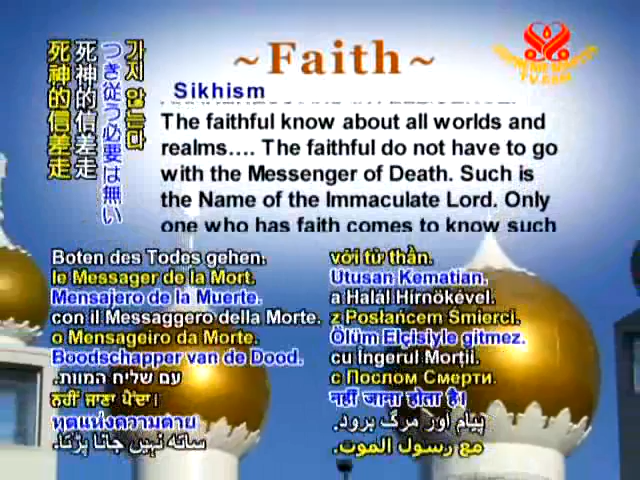 ~Faith~
SUPREME MASTER
TV.com
Sikhism
The faithful know about all worlds and
realms.... The faithful do not have to go
with the Messenger of Death. Such is
the Name of the Immaculate Lord. Only
one who has faith comes to know such
가지 않는다
つき従う必要は無い
死神的信差走
死神的信差走
Boten des Todes gehen.
le Messager de la Mort.
Mensajero de la Muerte.
con il Messaggero della Morte.
o Mensageiro da Morte.
Boodschapper van de Dood.
עם שליח המוות.
ਨਹੀਂ ਜਾਣਾ ਪੈਂਦਾ।
ทูตแห่งความตาย
ساتھ نہیں جانا پڑتا.
với tử thần.
Utusan Kematian.
a Halál Hírnökével.
z Posłańcem Śmierci.
Ölüm Elçisiyle gitmez.
cu Îngerul Morții.
с Послом Смерти.
नहीं जाना होता है।
پیام آور مرگ برود.
مع رسول الموت.